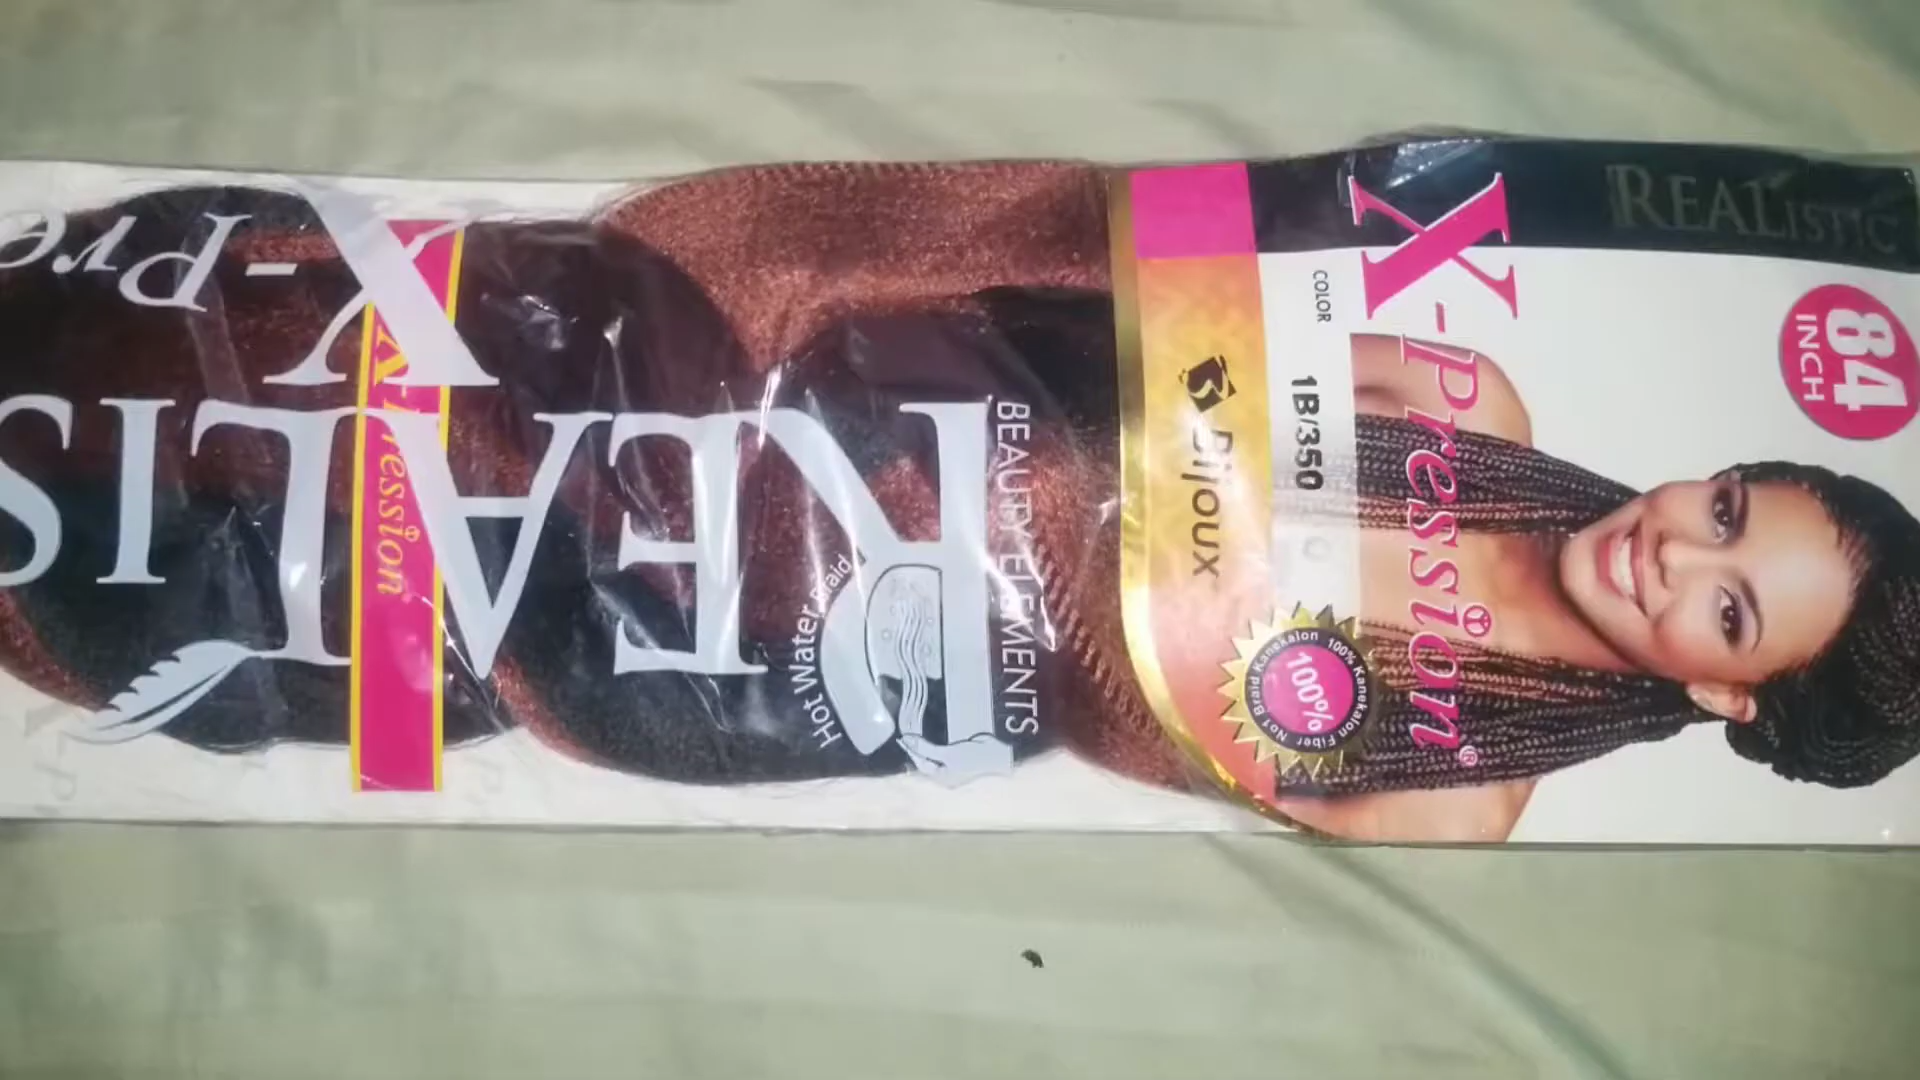 REALISTIC
84
INCH
X-Pression®
COLOR
1B/350
Bijoux
100% Kanekalon Fiber No1 Braid Kanekalon
100%
BEAUTY ELEMENTS
Hot Water Braid
REALIS
X-Pre
X-Pression